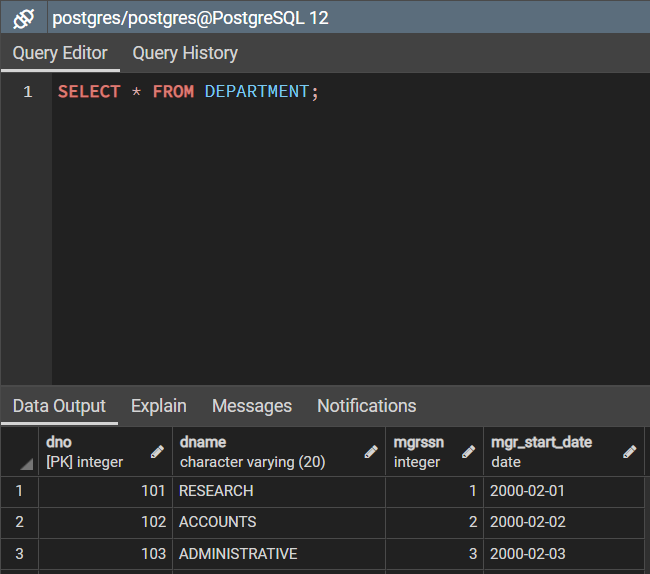 postgres/postgres@PostgreSQL 12
Query Editor Query History
1 SELECT * FROM DEPARTMENT;
Data Output Explain Messages Notifications
dno dname mgrssn mgr_start_date
[PK] integer character varying (20) integer date
1 101 RESEARCH 1 2000-02-01
2 102 ACCOUNTS 2 2000-02-02
3 103 ADMINISTRATIVE 3 2000-02-03